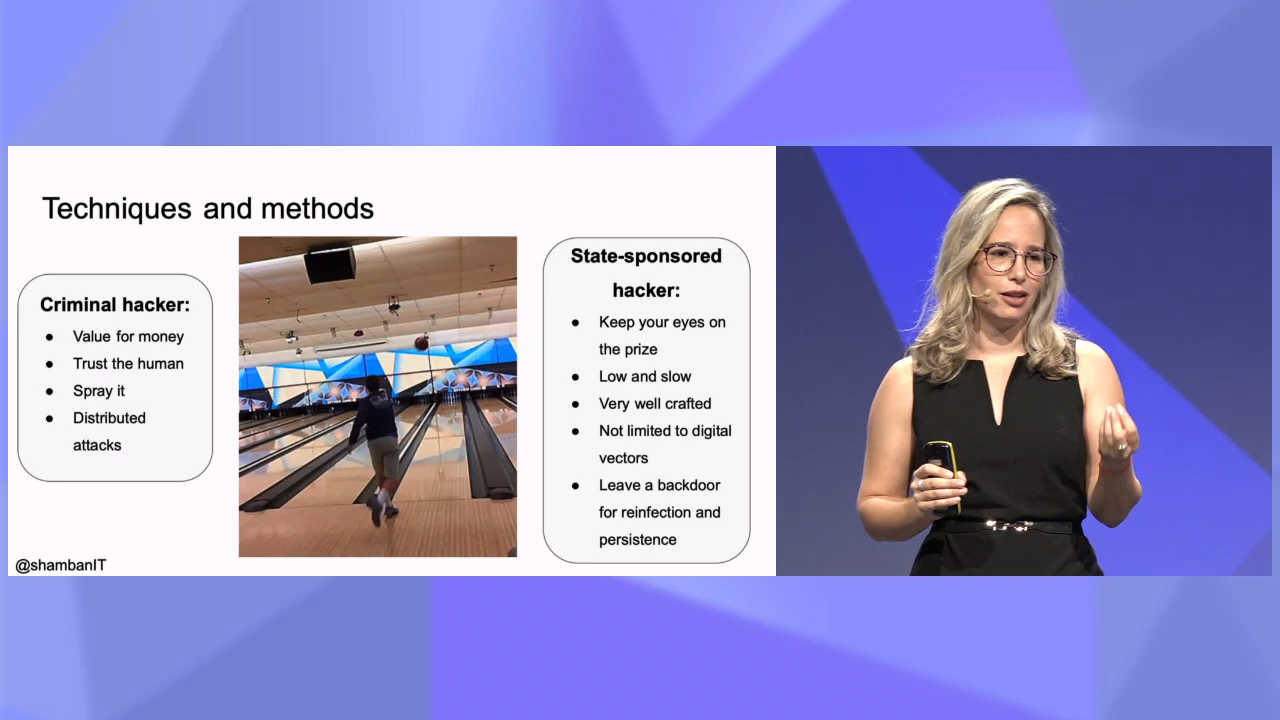 Techniques and methods
Criminal hacker:
● Value for money
● Trust the human
● Spray it
● Distributed
attacks
State-sponsored
hacker:
● Keep your eyes on
the prize
● Low and slow
● Very well crafted
● Not limited to digital
vectors
● Leave a backdoor
for reinfection and
persistence
@shambanIT